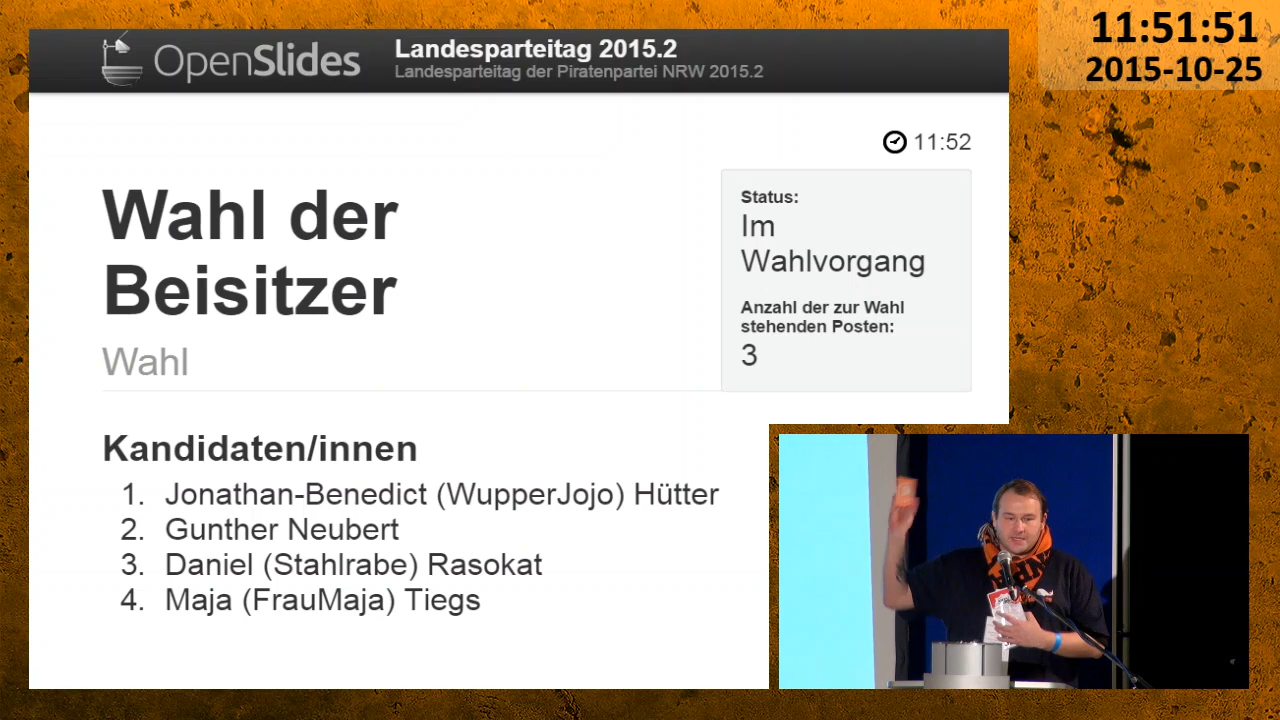 11:51:51
2015-10-25
OpenSlides
Landesparteitag 2015.2
Landesparteitag der Piratenpartei NRW 2015.2
11:52
Wahl der
Beisitzer
Wahl
Status:
Im
Wahlvorgang
Anzahl der zur Wahl
stehenden Posten:
3
Kandidaten/innen
1. Jonathan-Benedict (WupperJojo) Hütter
2. Gunther Neubert
3. Daniel (Stahlrabe) Rasokat
4. Maja (FrauMaja) Tiegs